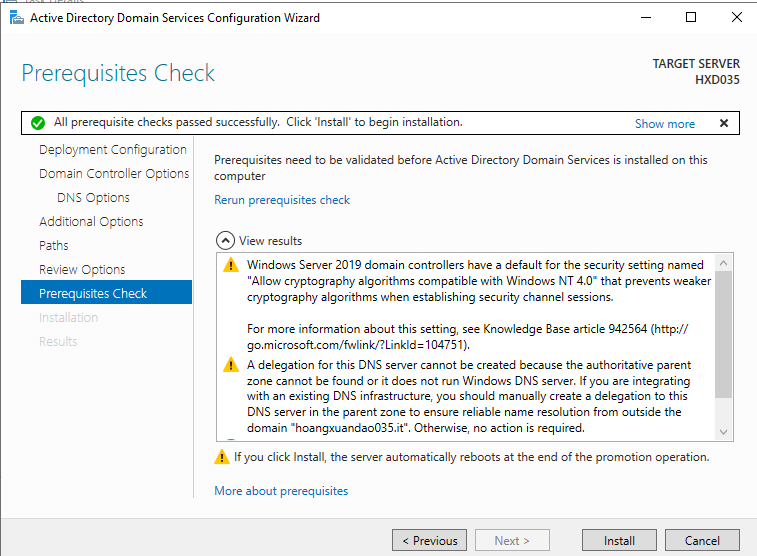 Active Directory Domain Services Configuration Wizard
Prerequisites Check
TARGET SERVER
HXD035
All prerequisite checks passed successfully.  Click 'Install' to begin installation.
Show more
Deployment Configuration
Domain Controller Options
DNS Options
Additional Options
Paths
Review Options
Prerequisites Check
Installation
Results
Prerequisites need to be validated before Active Directory Domain Services is installed on this
computer
Rerun prerequisites check
View results
Windows Server 2019 domain controllers have a default for the security setting named
"Allow cryptography algorithms compatible with Windows NT 4.0" that prevents weaker
cryptography algorithms when establishing security channel sessions.
For more information about this setting, see Knowledge Base article 942564 (http://
go.microsoft.com/fwlink/?LinkId=104751).
A delegation for this DNS server cannot be created because the authoritative parent
zone cannot be found or it does not run Windows DNS server. If you are integrating
with an existing DNS infrastructure, you should manually create a delegation to this
DNS server in the parent zone to ensure reliable name resolution from outside the
domain "hoangxuandao035.it". Otherwise, no action is required.
If you click Install, the server automatically reboots at the end of the promotion operation.
More about prerequisites
< Previous
Next >
Install
Cancel